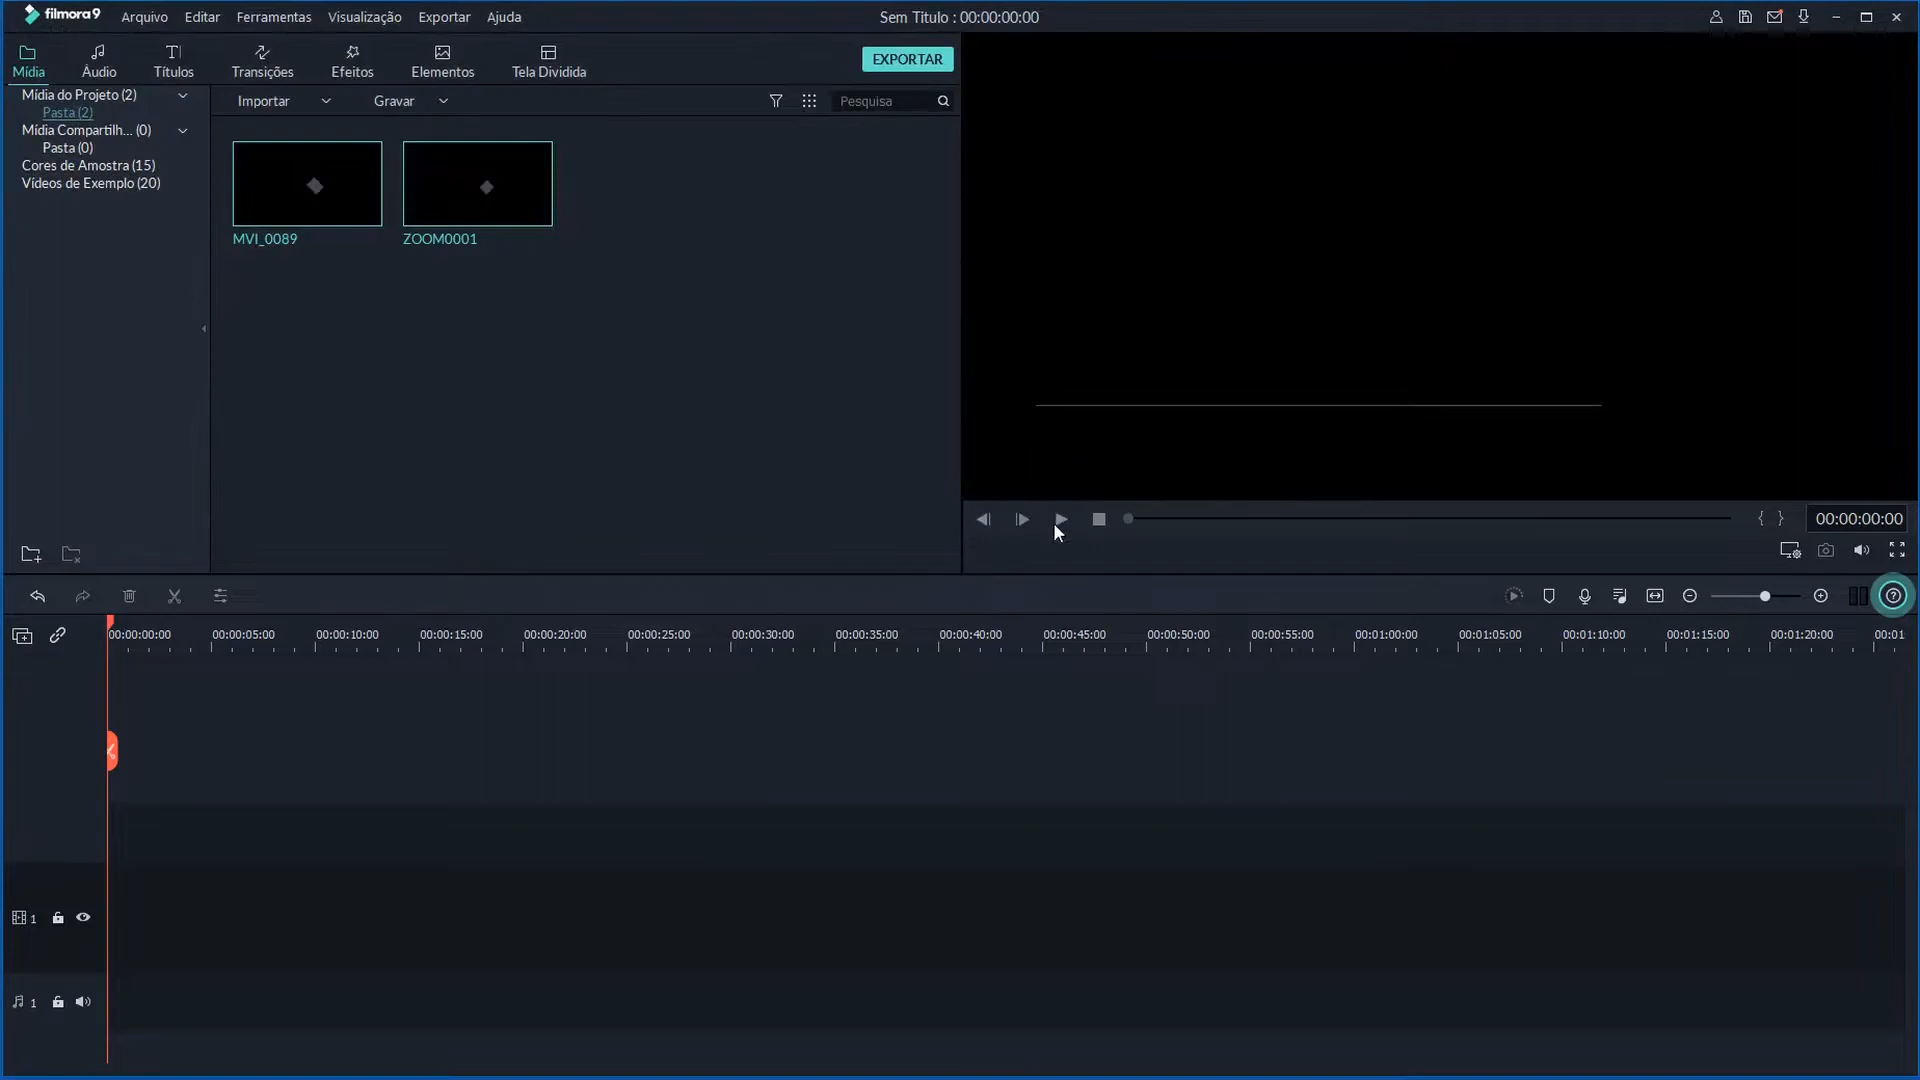 filmora9 Arquivo Editar Ferramentas Visualização Exportar Ajuda Sem Titulo : 00:00:00:00
Mídia Áudio Títulos Transições Efeitos Elementos Tela Dividida EXPORTAR
Mídia do Projeto (2)
Pasta (2)
Mídia Compartilh... (0)
Pasta (0)
Cores de Amostra (15)
Vídeos de Exemplo (20)
Importar Gravar Pesquisa
MVI_0089 ZOOM0001
00:00:00:00
00:00:00:00 00:00:05:00 00:00:10:00 00:00:15:00 00:00:20:00 00:00:25:00 00:00:30:00 00:00:35:00 00:00:40:00 00:00:45:00 00:00:50:00 00:00:55:00 00:01:00:00 00:01:05:00 00:01:10:00 00:01:15:00 00:01:20:00 00:01
1
1